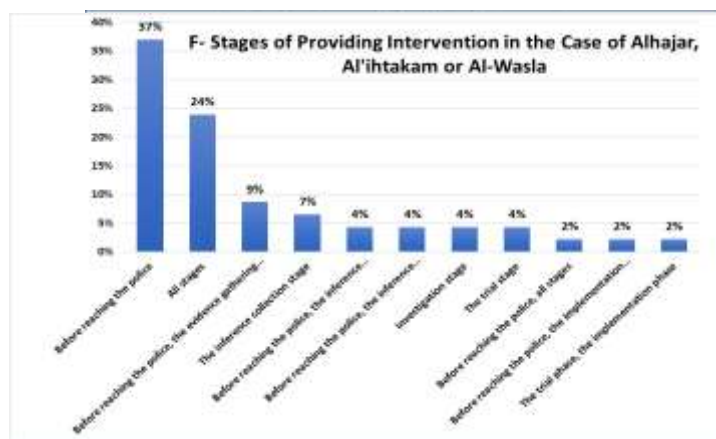 F- Stages of Providing Intervention in the Case of Alhajar,
Al'ihtakam or Al-Wasla
40%
35%
30%
25%
20%
15%
10%
5%
0%
37%
24%
9%
7%
4%
4%
4%
4%
2%
2%
2%
Before reaching the police
All stages
Before reaching the police, the evidence gathering...
The inference collection stage
Before reaching the police, the inference...
Before reaching the police, the inference...
Investigation stage
The trial stage
Before reaching the police, all stages
Before reaching the police, the implementation...
The trial phase, the implementation phase